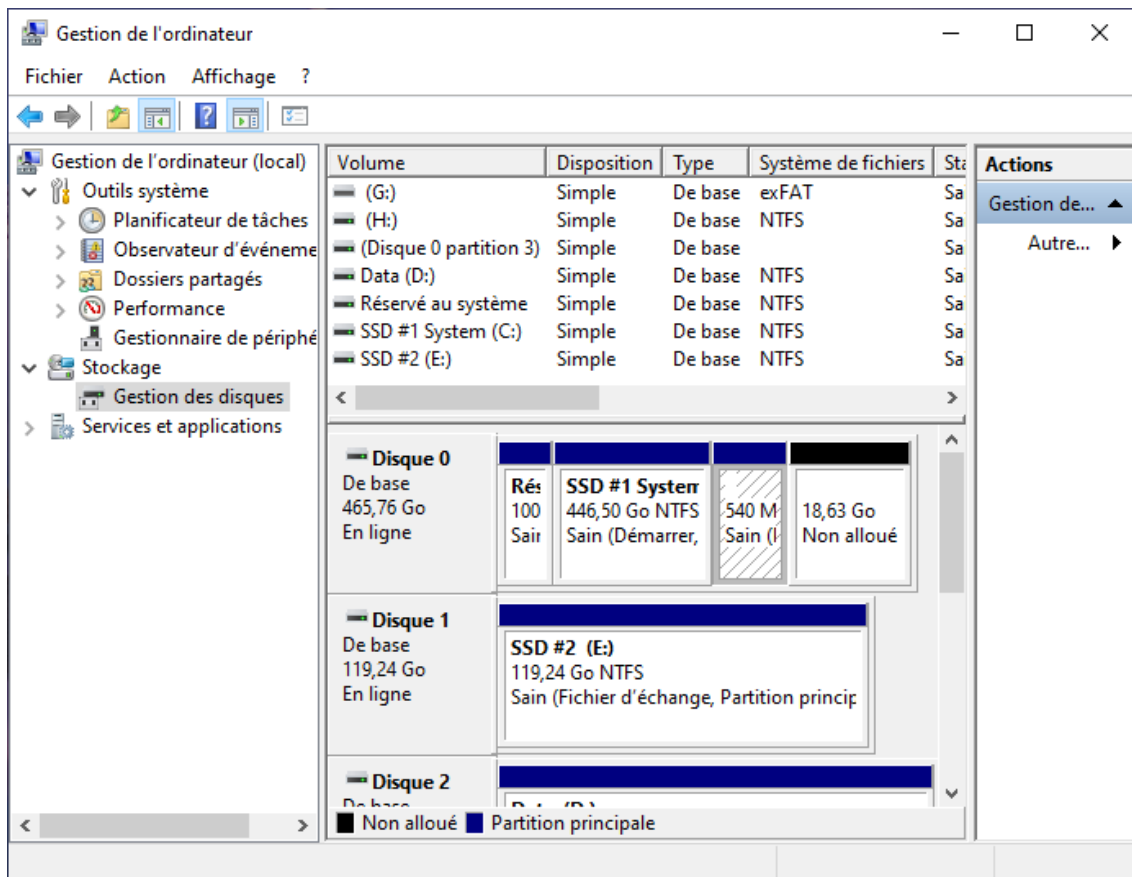 Gestion de l'ordinateur
Fichier Action Affichage ?
Gestion de l'ordinateur (local)
Outils système
Planificateur de tâches
Observateur d'événeme
Dossiers partagés
Performance
Gestionnaire de périphé
Stockage
Gestion des disques
Services et applications
Volume Disposition Type Système de fichiers Sta
(G:) Simple De base exFAT Sa
(H:) Simple De base NTFS Sa
(Disque 0 partition 3) Simple De base Sa
Data (D:) Simple De base NTFS Sa
Réservé au système Simple De base NTFS Sa
SSD #1 System (C:) Simple De base NTFS Sa
SSD #2 (E:) Simple De base NTFS Sa
Disque 0
De base
465,76 Go
En ligne
Rés
100
Sain
SSD #1 System
446,50 Go NTFS
Sain (Démarrer,
540 M
Sain (
18,63 Go
Non alloué
Disque 1
De base
119,24 Go
En ligne
SSD #2 (E:)
119,24 Go NTFS
Sain (Fichier d'échange, Partition princip
Disque 2
De base
Data (D:)
Non alloué Partition principale
Actions
Gestion de...
Autre...